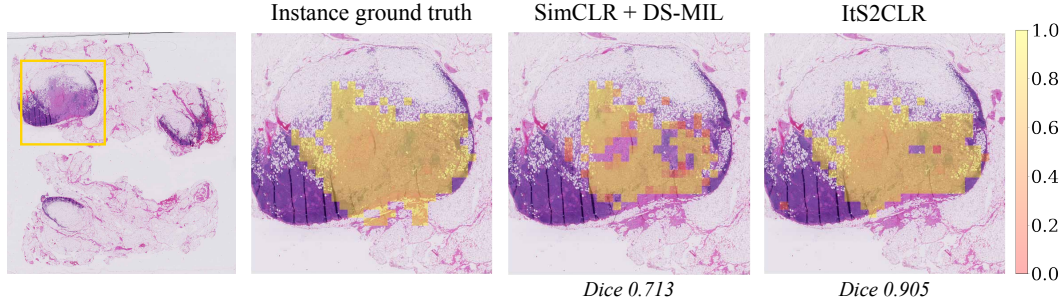 Instance ground truth
SimCLR + DS-MIL
ItS2CLR
1.0
0.8
0.6
0.4
0.2
0.0
Dice 0.713
Dice 0.905